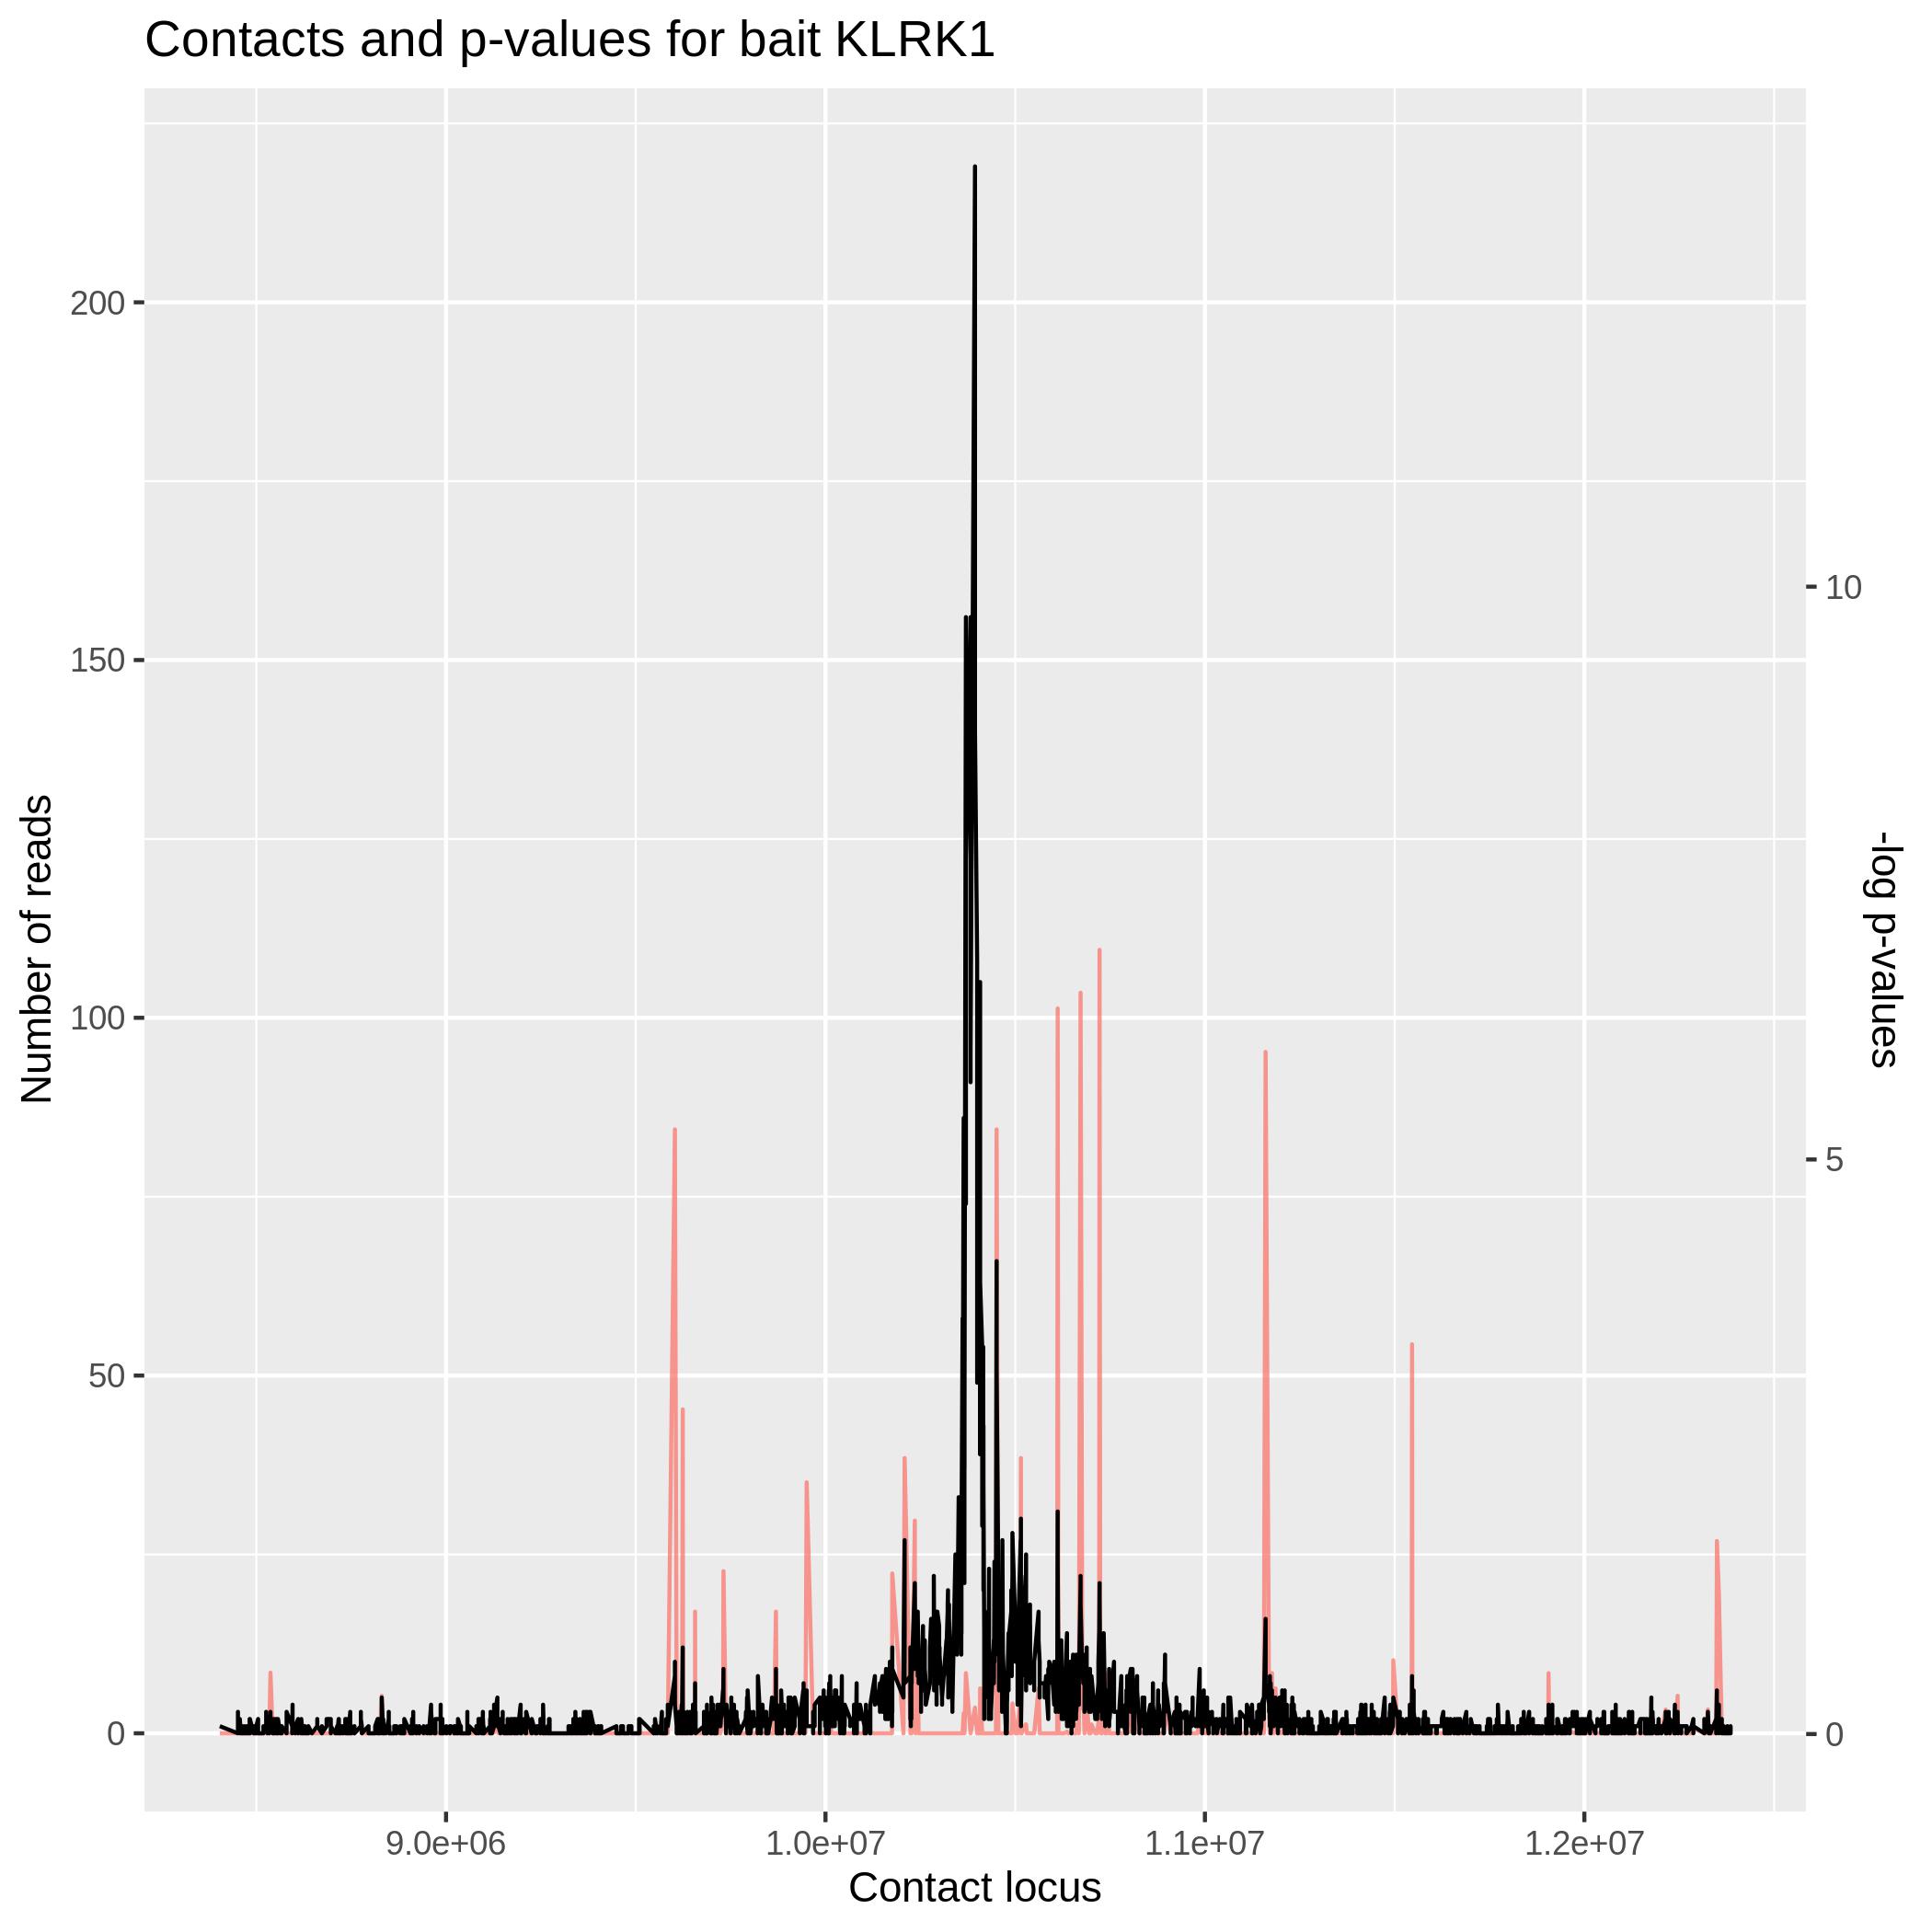 Contacts and p-values for bait KLRK1
Number of reads
200
150
100
50
0
10
5
0
-log p-values
9.0e+06 1.0e+07 1.1e+07 1.2e+07
Contact locus